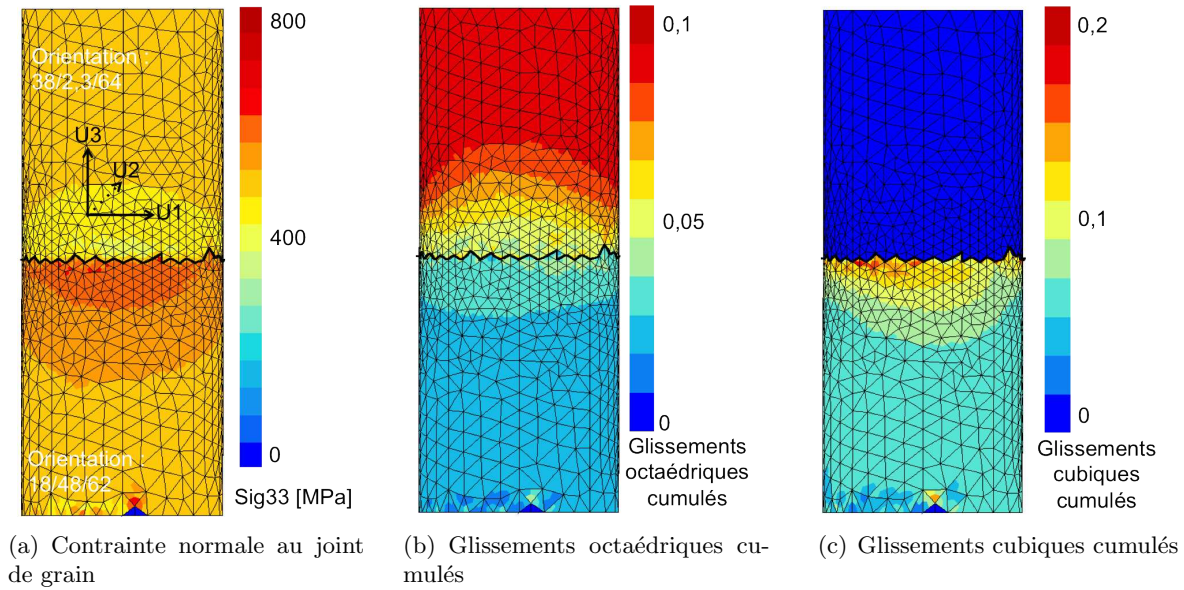 Orientation :
38/2,3/64
U3
U2
U1
Orientation :
18/48/62
800
400
0
Sig33 [MPa]
(a) Contrainte normale au joint
de grain
0,1
0,05
0
Glissements
octaédriques
cumulés
(b) Glissements octaédriques cu-
mulés
0,2
0,1
0
Glissements
cubiques
cumulés
(c) Glissements cubiques cumulés